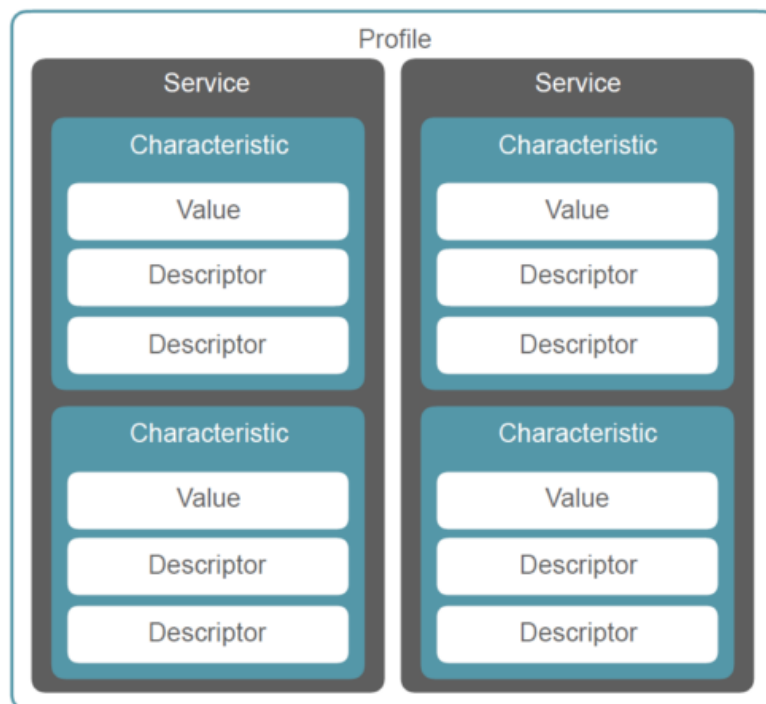 Profile
Service
Characteristic
Value
Descriptor
Descriptor
Characteristic
Value
Descriptor
Descriptor
Service
Characteristic
Value
Descriptor
Descriptor
Characteristic
Value
Descriptor
Descriptor